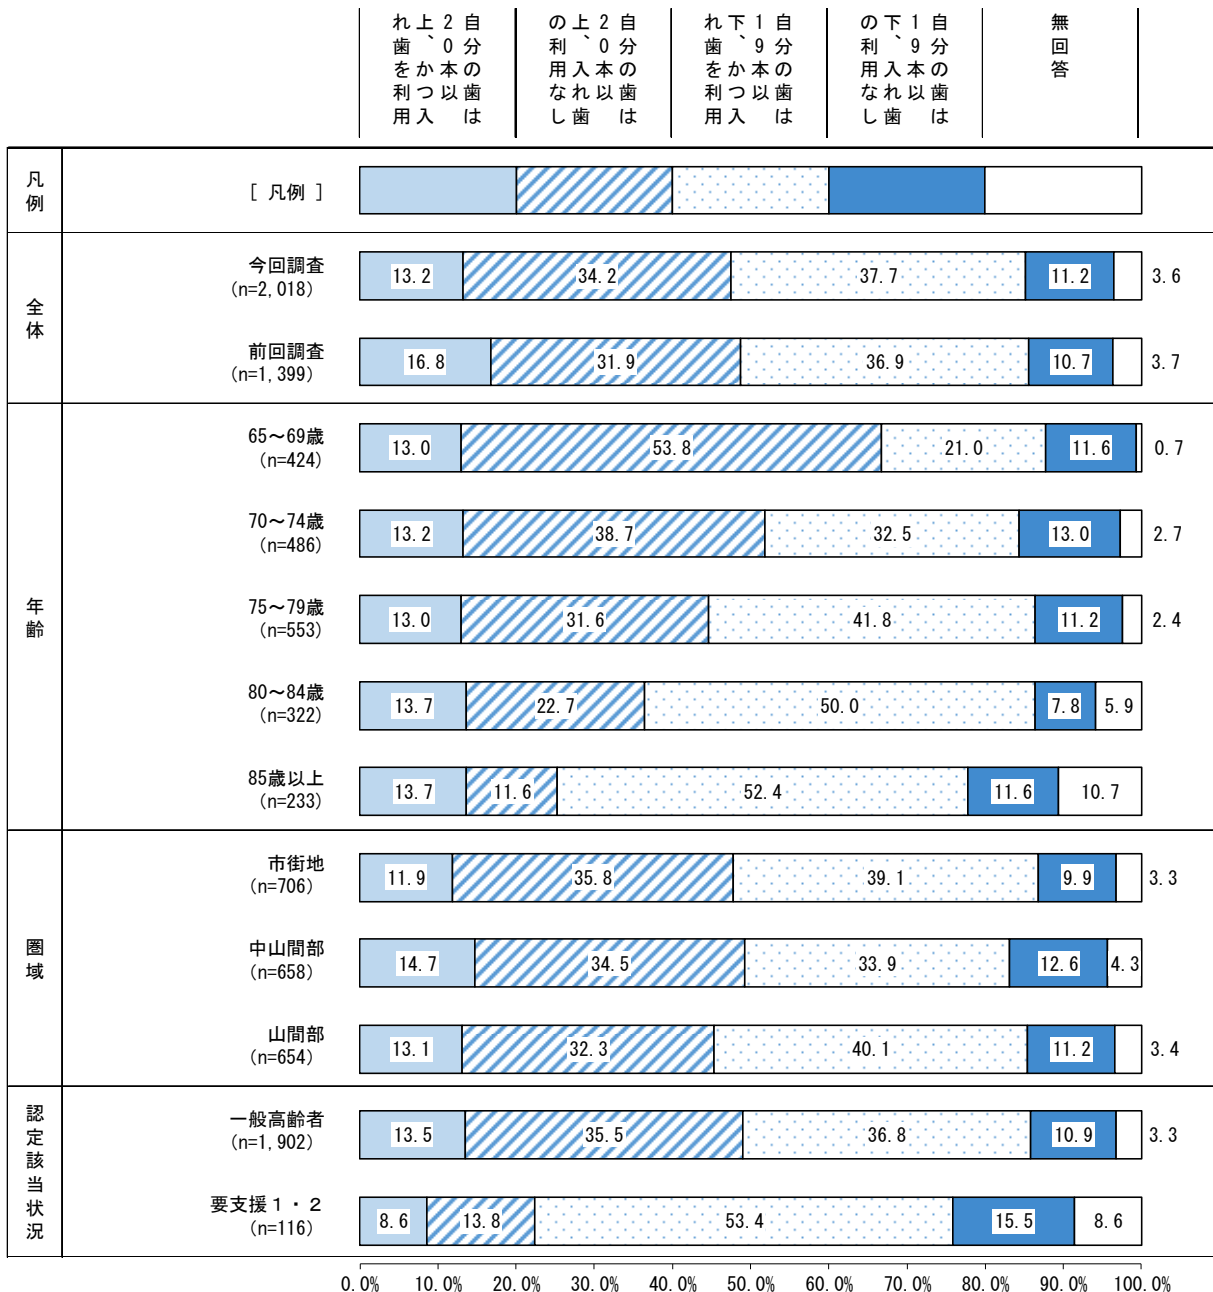 自分の歯は20本以上、かつ入れ歯を利用
自分の歯は20本以上、入れ歯の利用なし
自分の歯は19本以下、かつ入れ歯を利用
自分の歯は19本以下、入れ歯の利用なし
無回答
凡例
[ 凡例 ]
全体
今回調査
(n=2,018)
13.2 34.2 37.7 11.2 3.6
前回調査
(n=1,399)
16.8 31.9 36.9 10.7 3.7
年齢
65～69歳
(n=424)
13.0 53.8 21.0 11.6 0.7
70～74歳
(n=486)
13.2 38.7 32.5 13.0 2.7
75～79歳
(n=553)
13.0 31.6 41.8 11.2 2.4
80～84歳
(n=322)
13.7 22.7 50.0 7.8 5.9
85歳以上
(n=233)
13.7 11.6 52.4 11.6 10.7
圏域
市街地
(n=706)
11.9 35.8 39.1 9.9 3.3
中山間部
(n=658)
14.7 34.5 33.9 12.6 4.3
山間部
(n=654)
13.1 32.3 40.1 11.2 3.4
認定該当状況
一般高齢者
(n=1,902)
13.5 35.5 36.8 10.9 3.3
要支援１・２
(n=116)
8.6 13.8 53.4 15.5 8.6
0.0% 10.0% 20.0% 30.0% 40.0% 50.0% 60.0% 70.0% 80.0% 90.0% 100.0%